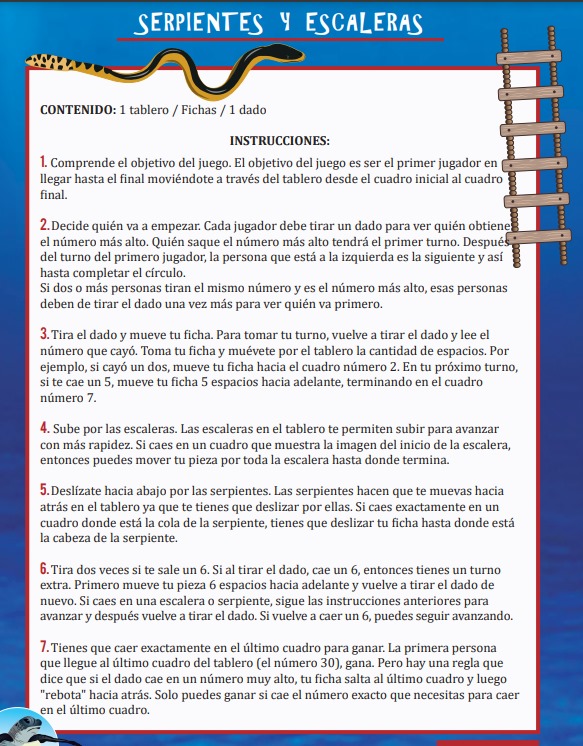 SERPIENTES Y ESCALERAS
CONTENIDO: 1 tablero / Fichas / 1 dado
INSTRUCCIONES:
1. Comprende el objetivo del juego. El objetivo del juego es ser el primer jugador en
llegar hasta el final moviéndote a través del tablero desde el cuadro inicial al cuadro
final.
2. Decide quién va a empezar. Cada jugador debe tirar un dado para ver quién obtiene
el número más alto. Quién saque el número más alto tendrá el primer turno. Después
del turno del primer jugador, la persona que está a la izquierda es la siguiente y así
hasta completar el círculo.
Si dos o más personas tiran el mismo número y es el número más alto, esas personas
deben de tirar el dado una vez más para ver quién va primero.
3. Tira el dado y mueve tu ficha. Para tomar tu turno, vuelve a tirar el dado y lee el
número que cayó. Toma tu ficha y muévete por el tablero la cantidad de espacios. Por
ejemplo, si cayó un dos, mueve tu ficha hacia el cuadro número 2. En tu próximo turno,
si te cae un 5, mueve tu ficha 5 espacios hacia adelante, terminando en el cuadro
número 7.
4. Sube por las escaleras. Las escaleras en el tablero te permiten subir para avanzar
con más rapidez. Si caes en un cuadro que muestra la imagen del inicio de la escalera,
entonces puedes mover tu pieza por toda la escalera hasta donde termina.
5. Deslízate hacia abajo por las serpientes. Las serpientes hacen que te muevas hacia
atrás en el tablero ya que te tienes que deslizar por ellas. Si caes exactamente en un
cuadro donde está la cola de la serpiente, tienes que deslizar tu ficha hasta donde está
la cabeza de la serpiente.
6. Tira dos veces si te sale un 6. Si al tirar el dado, cae un 6, entonces tienes un turno
extra. Primero mueve tu pieza 6 espacios hacia adelante y vuelve a tirar el dado de
nuevo. Si caes en una escalera o serpiente, sigue las instrucciones anteriores para
avanzar y después vuelve a tirar el dado. Si vuelve a caer un 6, puedes seguir avanzando.
7. Tienes que caer exactamente en el último cuadro para ganar. La primera persona
que llegue al último cuadro del tablero (el número 30), gana. Pero hay una regla que
dice que si el dado cae en un número muy alto, tu ficha salta al último cuadro y luego
"rebota" hacia atrás. Solo puedes ganar si cae el número exacto que necesitas para caer
en el último cuadro.